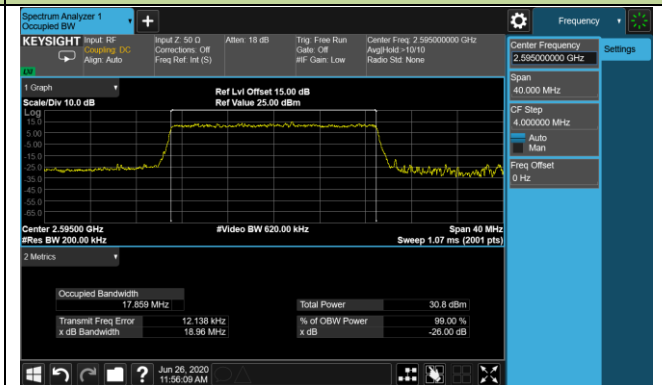 Spectrum Analyzer 1
Occupied BW
+
Frequency
KEYSIGHT
Input: RF
Coupling: DC
Align: Auto
Input Z: 50 Ω
Corrections: Off
Freq Ref: Int (S)
Atten: 18 dB
Trig: Free Run
Gate: Off
#IF Gain: Low
Center Freq: 2.595000000 GHz
Avg|Hold:>10/10
Radio Std: None
LU
Center Frequency
2.595000000 GHz
Settings
Span
40.000 MHz
CF Step
4.000000 MHz
Auto
Man
Freq Offset
0 Hz
1 Graph
Scale/Div 10.0 dB
Ref Lvl Offset 15.00 dB
Ref Value 25.00 dBm
Log
15.0
5.00
-5.00
-15.0
-25.0
-35.0
-45.0
-55.0
-65.0
Center 2.59500 GHz
#Res BW 200.00 kHz
#Video BW 620.00 kHz
Span 40 MHz
Sweep 1.07 ms (2001 pts)
2 Metrics
Occupied Bandwidth
17.859 MHz
Total Power 30.8 dBm
Transmit Freq Error 12.138 kHz
% of OBW Power 99.00 %
x dB Bandwidth 18.96 MHz
x dB -26.00 dB
?
Jun 26, 2020
11:56:09 AM